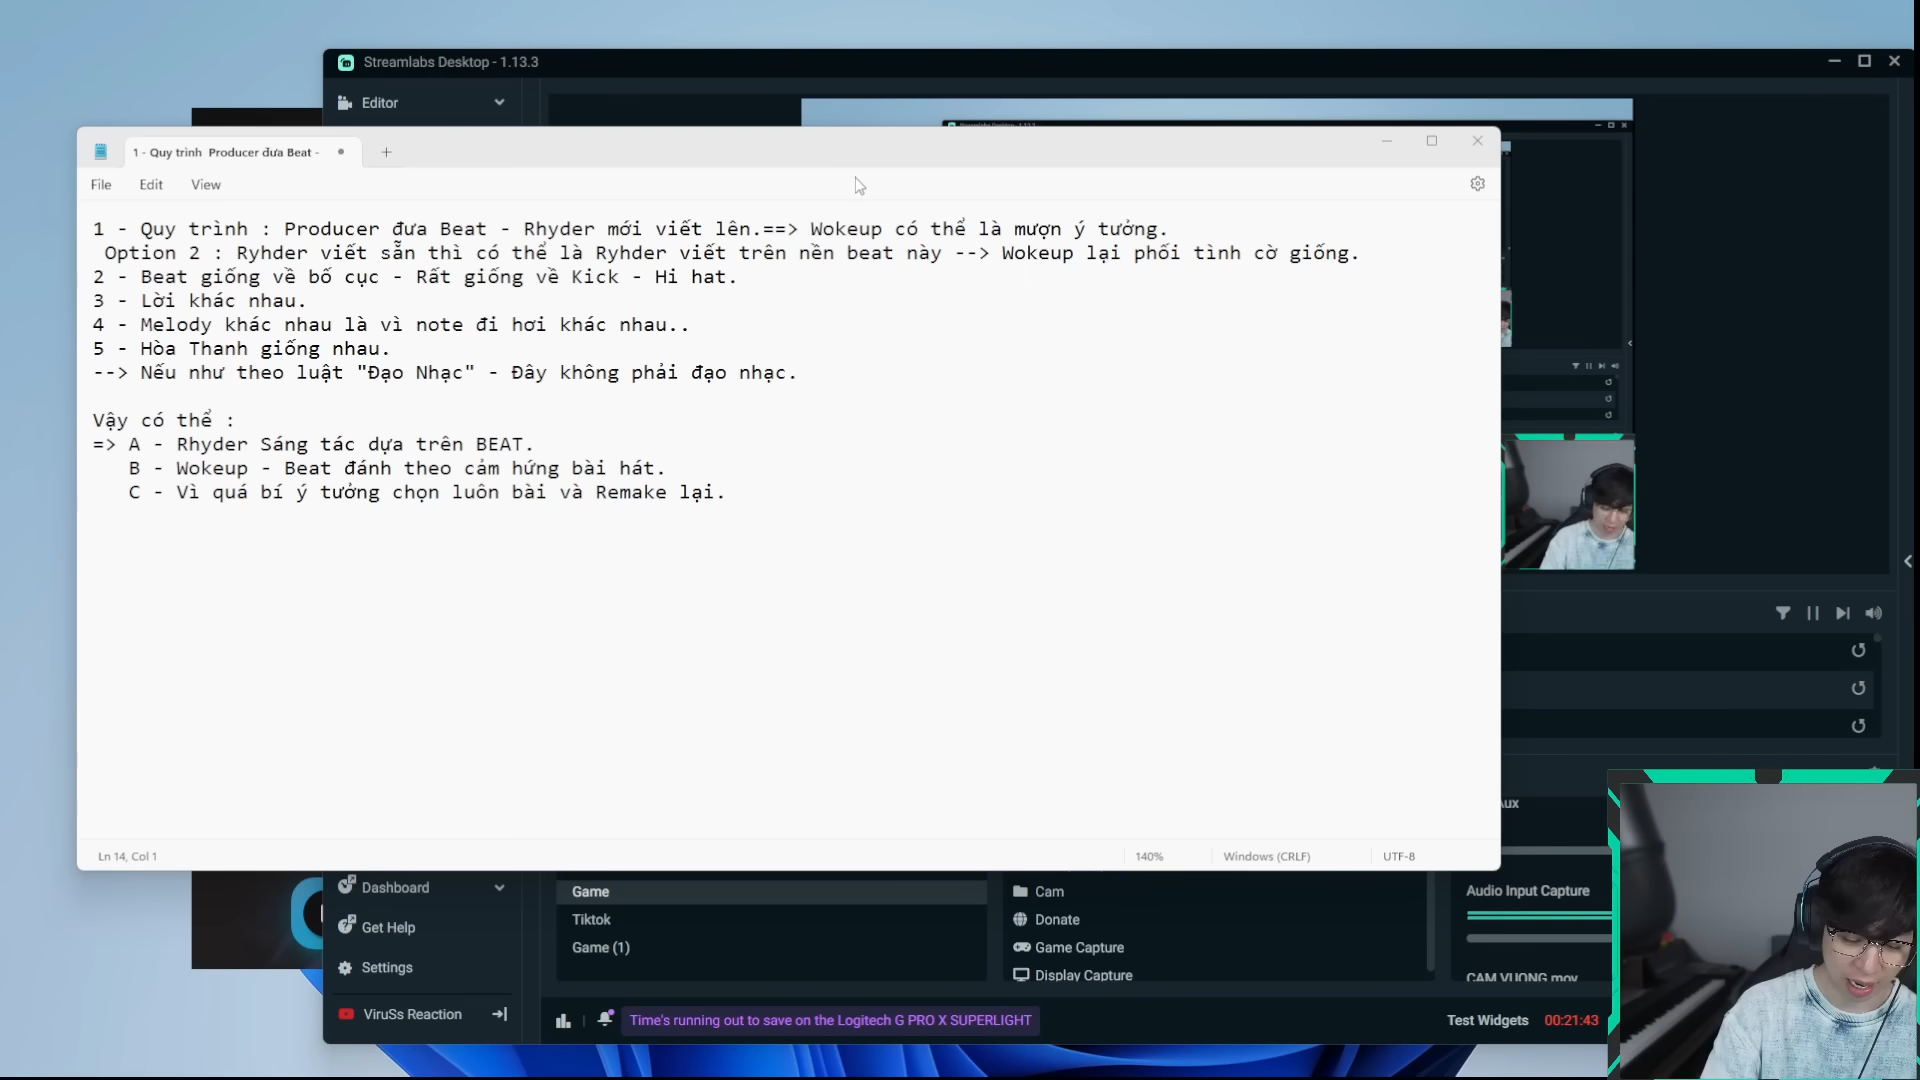 Streamlabs Desktop - 1.13.3
Editor
1 - Quy trình  Producer đưa Beat -
File Edit View
1 - Quy trình : Producer đưa Beat - Rhyder mới viết lên.==> Wokeup có thể là mượn ý tưởng.
Option 2 : Ryhder viết sẵn thì có thể là Ryhder viết trên nền beat này --> Wokeup lại phối tình cờ giống.
2 - Beat giống về bố cục - Rất giống về Kick - Hi hat.
3 - Lời khác nhau.
4 - Melody khác nhau là vì note đi hơi khác nhau..
5 - Hòa Thanh giống nhau.
--> Nếu như theo luật "Đạo Nhạc" - Đây không phải đạo nhạc.
Vậy có thể :
=> A - Rhyder Sáng tác dựa trên BEAT.
B - Wokeup - Beat đánh theo cảm hứng bài hát.
C - Vì quá bí ý tưởng chọn luôn bài và Remake lại.
Ln 14, Col 1
140%
Windows (CRLF)
UTF-8
Dashboard
Get Help
Settings
ViruSs Reaction
Game
Tiktok
Game (1)
Cam
Donate
Game Capture
Display Capture
Audio Input Capture
CAM VUONG mov
Time's running out to save on the Logitech G PRO X SUPERLIGHT
Test Widgets
00:21:43